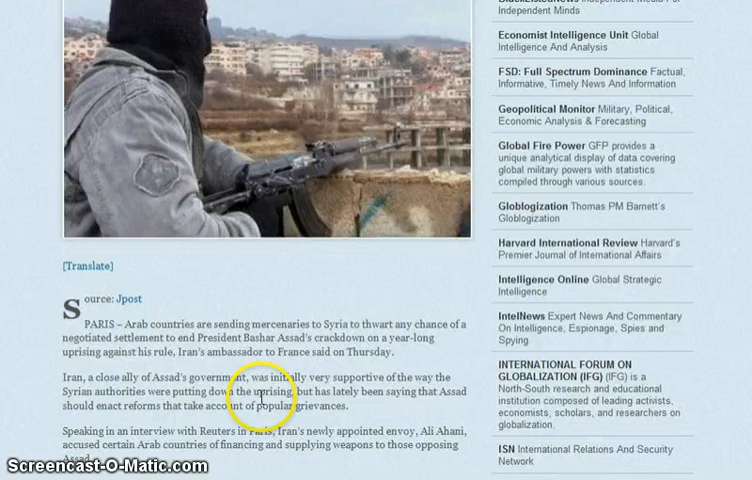 [Translate]
Source: Jpost
PARIS – Arab countries are sending mercenaries to Syria to thwart any chance of a
negotiated settlement to end President Bashar Assad's crackdown on a year-long
uprising against his rule, Iran's ambassador to France said on Thursday.
Iran, a close ally of Assad's government, was initially very supportive of the way the
Syrian authorities were putting down the uprising, but has lately been saying that Assad
should enact reforms that take account of popular grievances.
Speaking in an interview with Reuters in Paris, Iran's newly appointed envoy, Ali Ahani,
accused certain Arab countries of financing and supplying weapons to those opposing
Assad.
BlackListedNews Independent Media For
Independent Minds
Economist Intelligence Unit Global
Intelligence And Analysis
FSD: Full Spectrum Dominance Factual,
Informative, Timely News And Information
Geopolitical Monitor Military, Political,
Economic Analysis & Forecasting
Global Fire Power GFP provides a
unique analytical display of data covering
global military powers with statistics
compiled through various sources.
Globlogization Thomas PM Barnett's
Globlogization
Harvard International Review Harvard's
Premier Journal of International Affairs
Intelligence Online Global Strategic
Intelligence
IntelNews Expert News And Commentary
On Intelligence, Espionage, Spies and
Spying
INTERNATIONAL FORUM ON
GLOBALIZATION (IFG) (IFG) is a
North-South research and educational
institution composed of leading activists,
economists, scholars, and researchers on
globalization.
ISN International Relations And Security
Network
Screencast-O-Matic.com